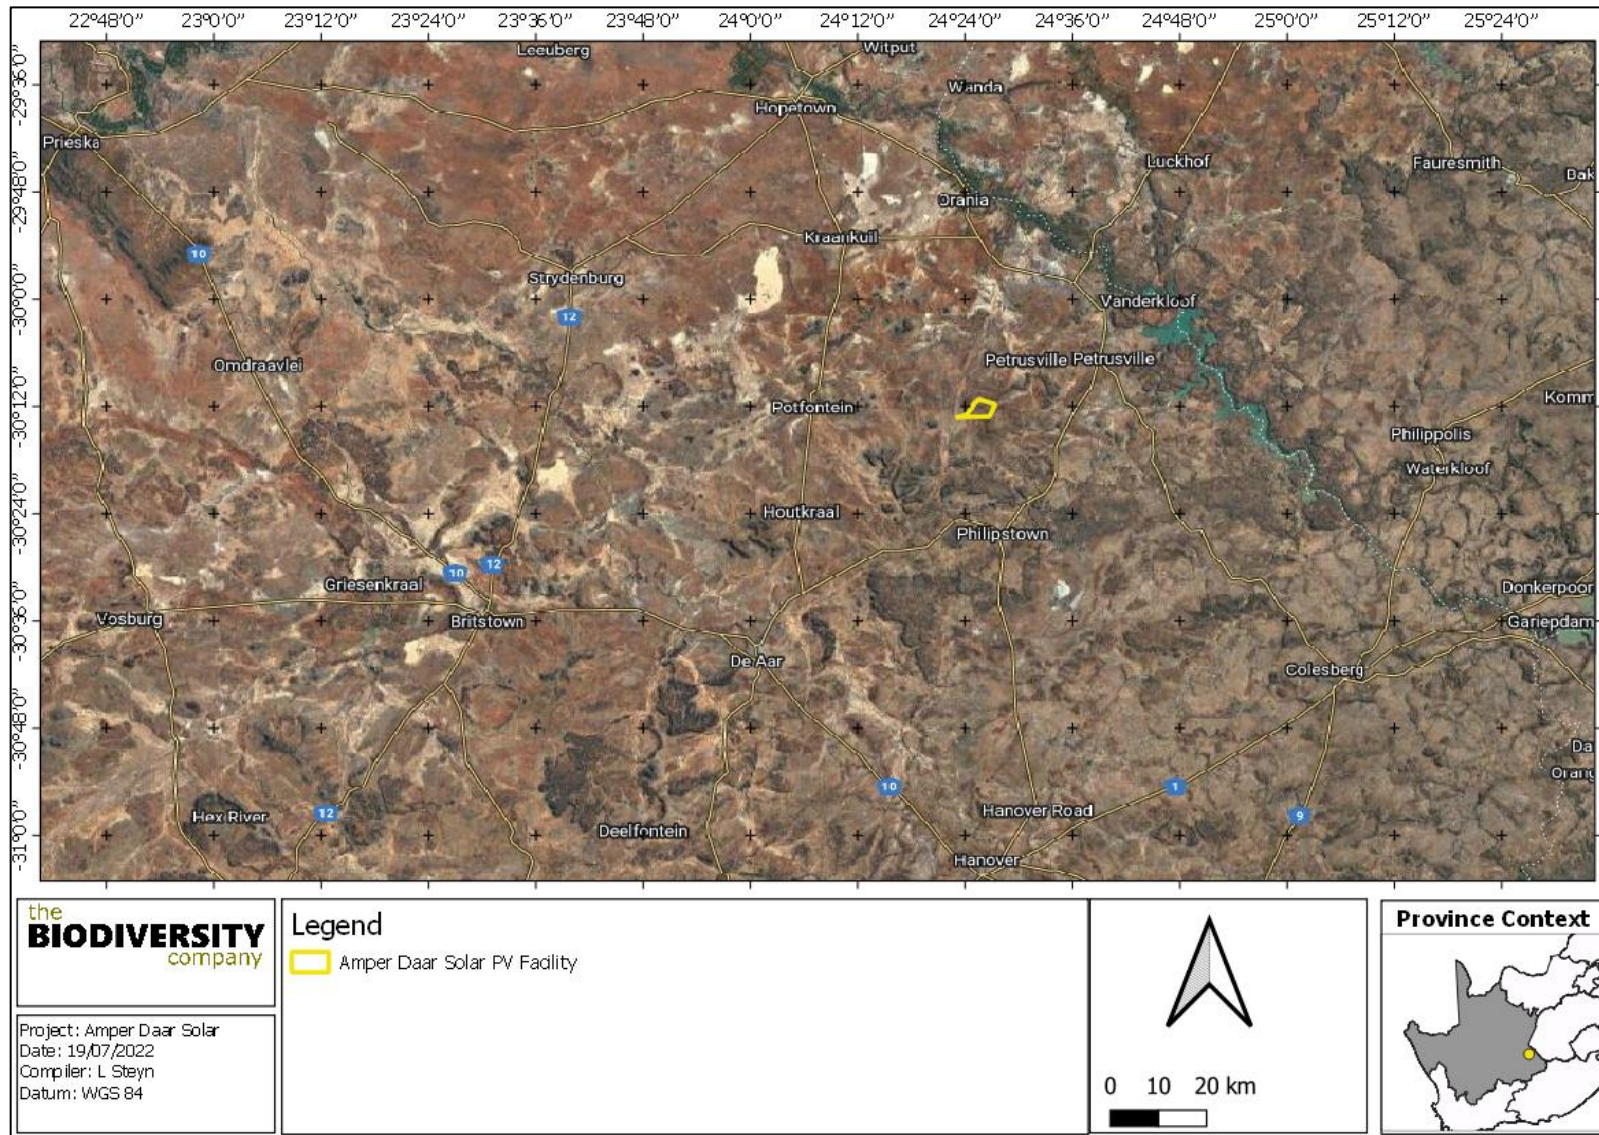 22°48'0" 23°0'0" 23°12'0" 23°24'0" 23°36'0" 23°48'0" 24°0'0" 24°12'0" 24°24'0" 24°36'0" 24°48'0" 25°0'0" 25°12'0" 25°24'0"
-29°36'0"
-29°48'0"
-30°0'0"
-30°12'0"
-30°24'0"
-30°36'0"
-30°48'0"
-31°0'0"
Leeuberg
Witput
Wanda
Hopetown
Prieska
Luckhof
Fauresmith
Bak
Orania
Kraankuil
10
Strydenburg
Vanderkloof
12
Omdraavlei
Petrusville Petrusville
Potfontein
Komm
Philippolis
Waterkloof
Houtkraal
Philipstown
10
12
Griesenkraal
Donkerpoor
Vosburg
Britstown
Gariepdam
De Aar
Colesberg
Da
Orang
10
1
Hex River
12
Hanover Road
9
Deelfontein
Hanover
the
BIODIVERSITY
company
Project: Amper Daar Solar
Date: 19/07/2022
Compiler: L Steyn
Datum: WGS 84
Legend
Amper Daar Solar PV Facility
0 10 20 km
Province Context